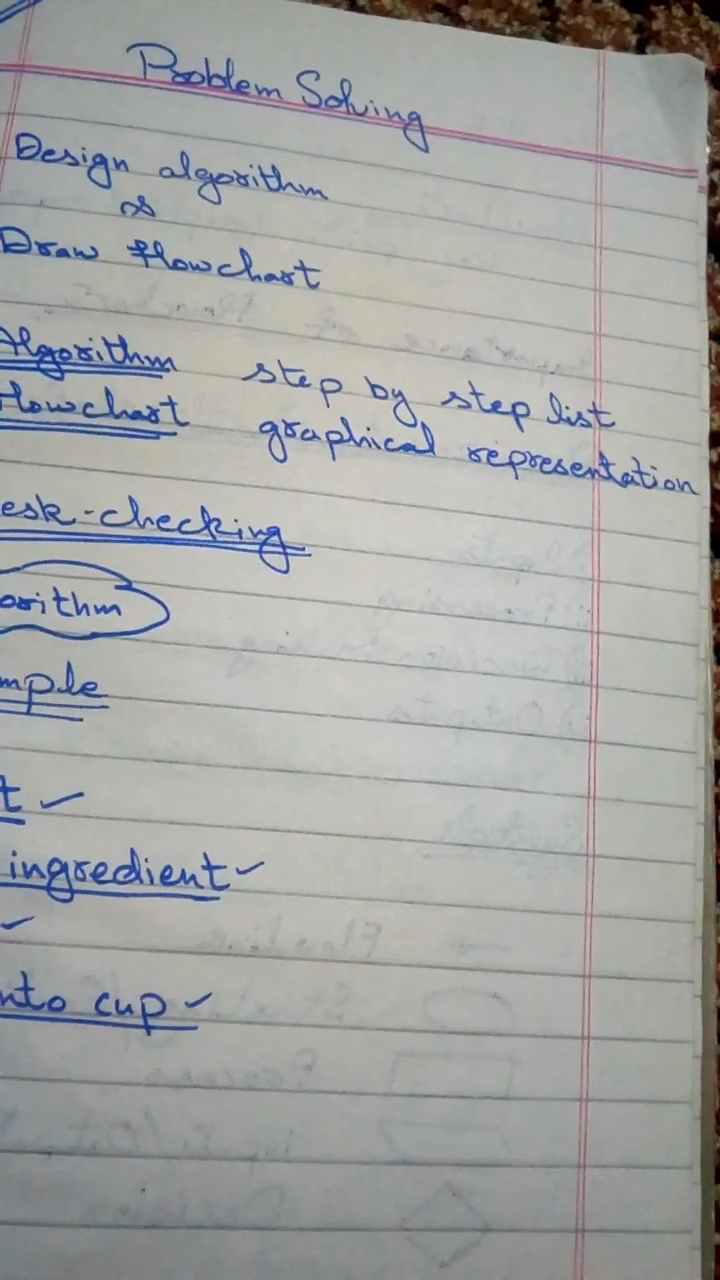 Problem Solving
Design algorithm
or
Draw flowchart
Algorithm step by step list
Flowchart graphical representation
esk-checking
orithm
mple
t ✓
ingredient ✓
✓
nto cup ✓